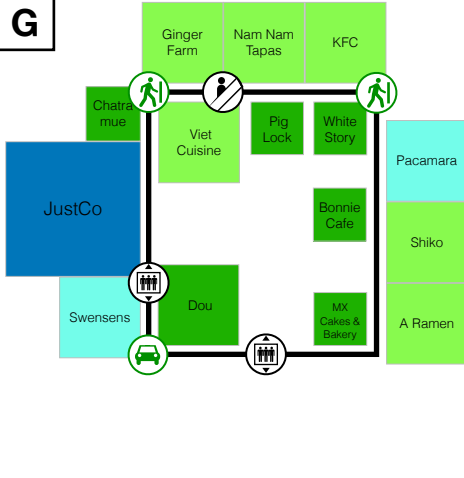 G
Ginger
Farm
Nam Nam
Tapas
KFC
Chatra
mue
Viet
Cuisine
Pig
Lock
White
Story
Pacamara
JustCo
Bonnie
Cafe
Shiko
Swensens
Dou
MX
Cakes &
Bakery
A Ramen